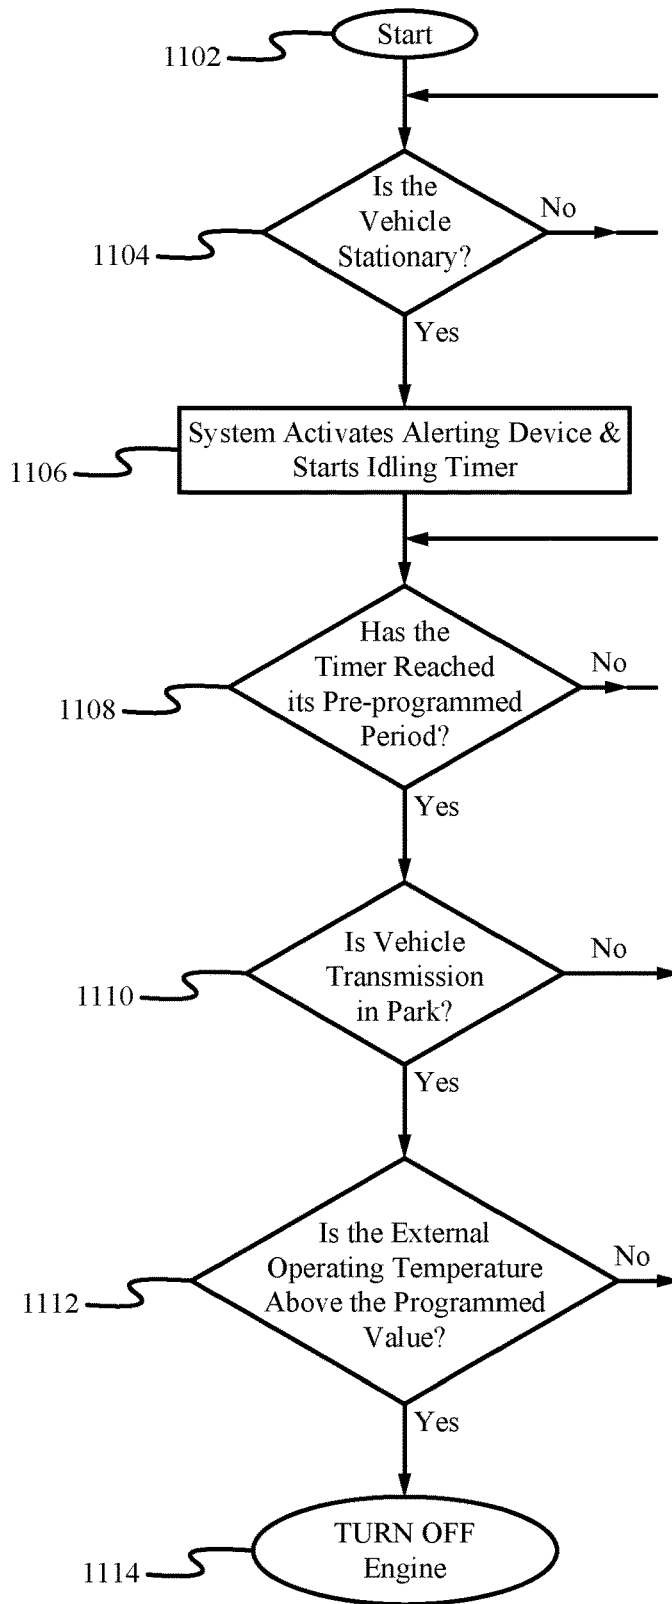 1102
Start
1104
Is the
Vehicle
Stationary?
No
Yes
1106
System Activates Alerting Device &
Starts Idling Timer
1108
Has the
Timer Reached
its Pre-programmed
Period?
No
Yes
1110
Is Vehicle
Transmission
in Park?
No
Yes
1112
Is the External
Operating Temperature
Above the Programmed
Value?
No
Yes
1114
TURN OFF
Engine